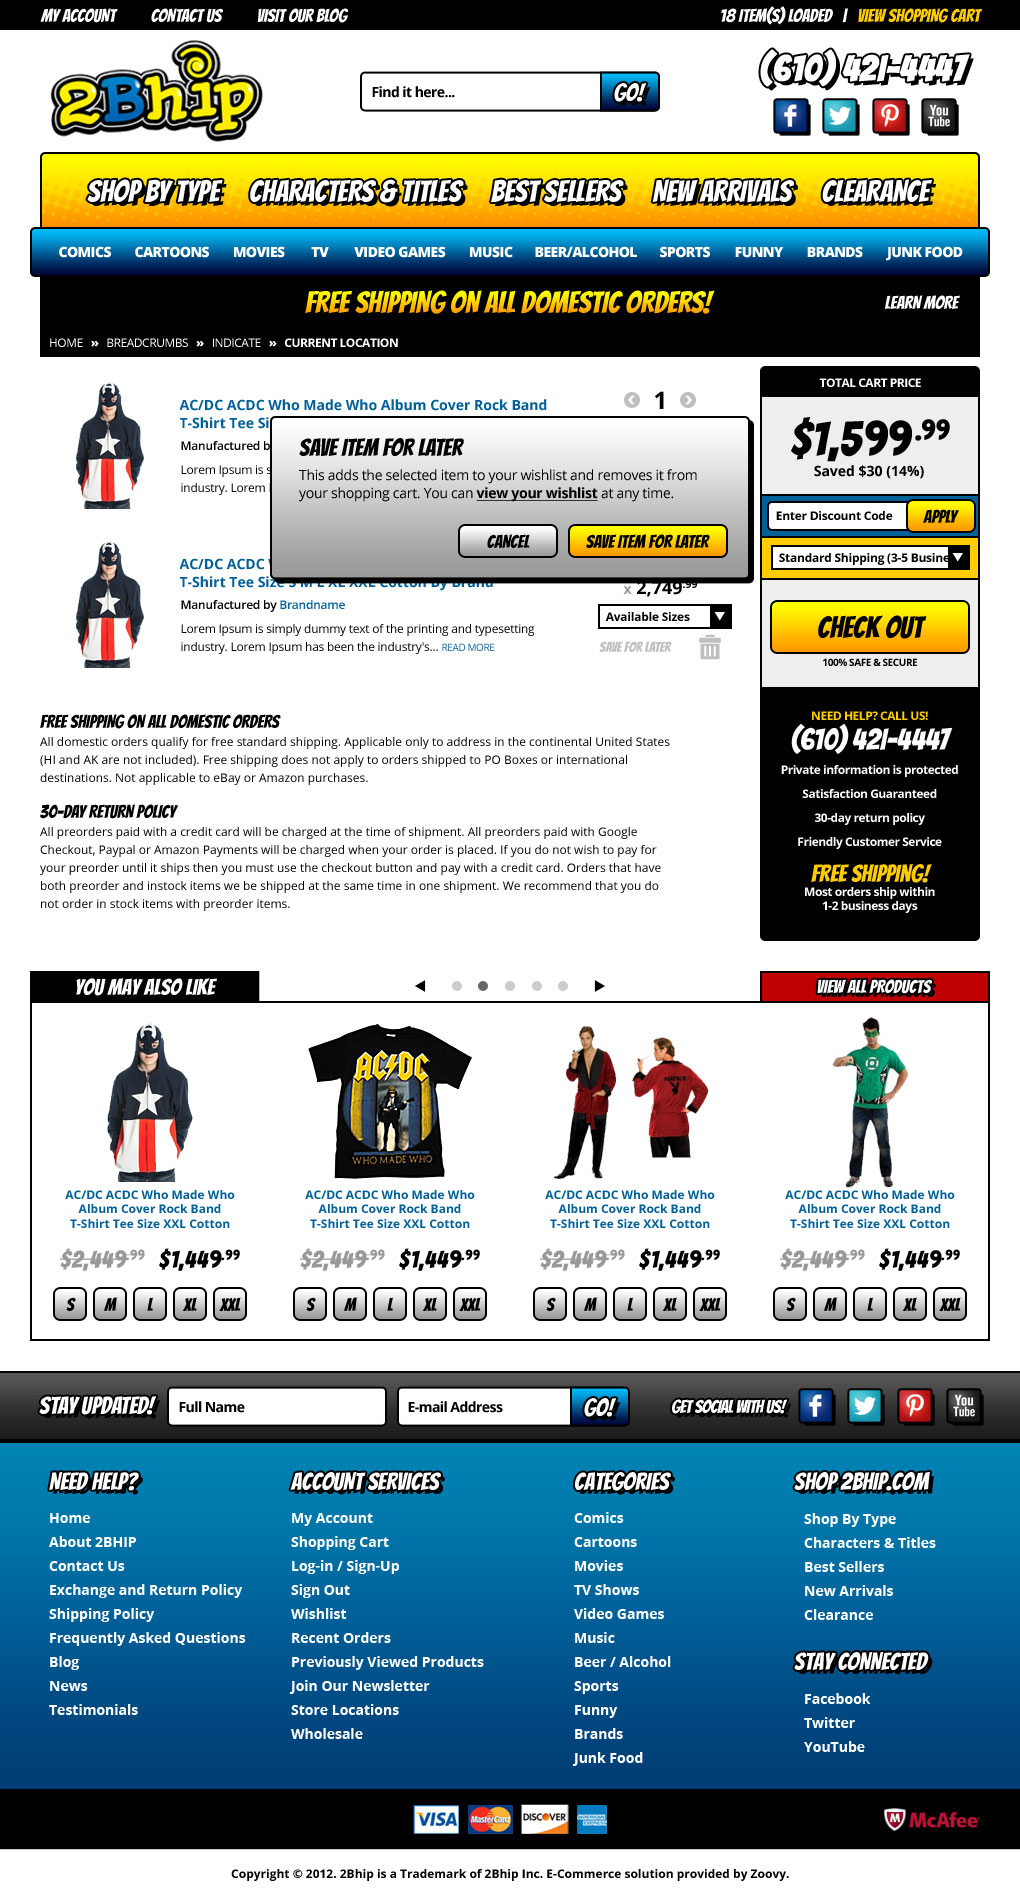 MY ACCOUNT CONTACT US VISIT OUR BLOG 18 ITEM(S) LOADED | VIEW SHOPPING CART
2Bhip
Find it here... GO!
(610) 421-4447
You Tube
SHOP BY TYPE CHARACTERS & TITLES BEST SELLERS NEW ARRIVALS CLEARANCE
COMICS CARTOONS MOVIES TV VIDEO GAMES MUSIC BEER/ALCOHOL SPORTS FUNNY BRANDS JUNK FOOD
FREE SHIPPING ON ALL DOMESTIC ORDERS! LEARN MORE
HOME » BREADCRUMBS » INDICATE » CURRENT LOCATION
AC/DC ACDC Who Made Who Album Cover Rock Band
T-Shirt Tee Si
Manufactured b
Lorem Ipsum is s
industry. Lorem
1
SAVE ITEM FOR LATER
This adds the selected item to your wishlist and removes it from
your shopping cart. You can view your wishlist at any time.
CANCEL SAVE ITEM FOR LATER
AC/DC ACDC
T-Shirt Tee Size S M L XL XXL Cotton By Brand
Manufactured by Brandname
Lorem Ipsum is simply dummy text of the printing and typesetting
industry. Lorem Ipsum has been the industry's... READ MORE
x 2,749.99
Available Sizes
SAVE FOR LATER
TOTAL CART PRICE
$1,599.99
Saved $30 (14%)
Enter Discount Code APPLY
Standard Shipping (3-5 Busine
CHECK OUT
100% SAFE & SECURE
NEED HELP? CALL US!
(610) 421-4447
Private information is protected
Satisfaction Guaranteed
30-day return policy
Friendly Customer Service
FREE SHIPPING!
Most orders ship within
1-2 business days
FREE SHIPPING ON ALL DOMESTIC ORDERS
All domestic orders qualify for free standard shipping. Applicable only to address in the continental United States
(HI and AK are not included). Free shipping does not apply to orders shipped to PO Boxes or international
destinations. Not applicable to eBay or Amazon purchases.
30-DAY RETURN POLICY
All preorders paid with a credit card will be charged at the time of shipment. All preorders paid with Google
Checkout, Paypal or Amazon Payments will be charged when your order is placed. If you do not wish to pay for
your preorder until it ships then you must use the checkout button and pay with a credit card. Orders that have
both preorder and instock items we be shipped at the same time in one shipment. We recommend that you do
not order in stock items with preorder items.
YOU MAY ALSO LIKE VIEW ALL PRODUCTS
AC/DC
WHO MADE WHO
PLAYBOY
AC/DC ACDC Who Made Who AC/DC ACDC Who Made Who AC/DC ACDC Who Made Who AC/DC ACDC Who Made Who
Album Cover Rock Band Album Cover Rock Band Album Cover Rock Band Album Cover Rock Band
T-Shirt Tee Size XXL Cotton T-Shirt Tee Size XXL Cotton T-Shirt Tee Size XXL Cotton T-Shirt Tee Size XXL Cotton
$2,449.99 $1,449.99 $2,449.99 $1,449.99 $2,449.99 $1,449.99 $2,449.99 $1,449.99
S M L XL XXL S M L XL XXL S M L XL XXL S M L XL XXL
STAY UPDATED! Full Name E-mail Address GO! GET SOCIAL WITH US! You Tube
NEED HELP?
Home
About 2BHIP
Contact Us
Exchange and Return Policy
Shipping Policy
Frequently Asked Questions
Blog
News
Testimonials
ACCOUNT SERVICES
My Account
Shopping Cart
Log-in / Sign-Up
Sign Out
Wishlist
Recent Orders
Previously Viewed Products
Join Our Newsletter
Store Locations
Wholesale
CATEGORIES
Comics
Cartoons
Movies
TV Shows
Video Games
Music
Beer / Alcohol
Sports
Funny
Brands
Junk Food
SHOP 2BHIP.COM
Shop By Type
Characters & Titles
Best Sellers
New Arrivals
Clearance
STAY CONNECTED
Facebook
Twitter
YouTube
VISA MasterCard DISCOVER AMERICAN EXPRESS McAfee
Copyright © 2012. 2Bhip is a Trademark of 2Bhip Inc. E-Commerce solution provided by Zoovy.